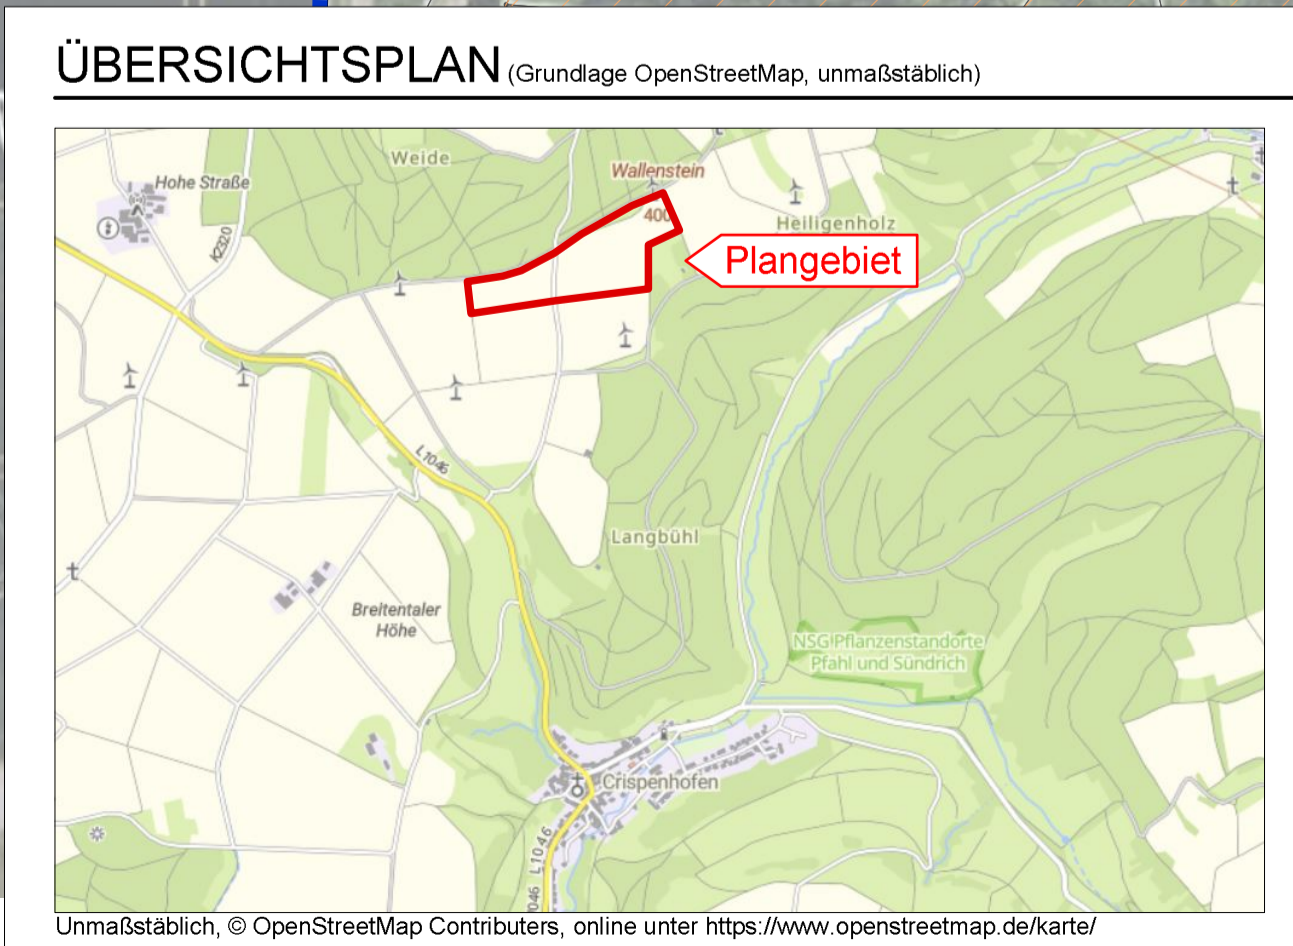 ÜBERSICHTSPLAN (Grundlage OpenStreetMap, unmaßstäblich)
Weide
Wallenstein
Hohe Straße
400
Heiligenholz
K2320
Plangebiet
L1046
Langbühl
Breitentaler
Höhe
NSG Pflanzenstandorte
Pfahl und Sündrich
Crispenhofen
L1046
046
Unmaßstäblich, © OpenStreetMap Contributers, online unter https://www.openstreetmap.de/karte/